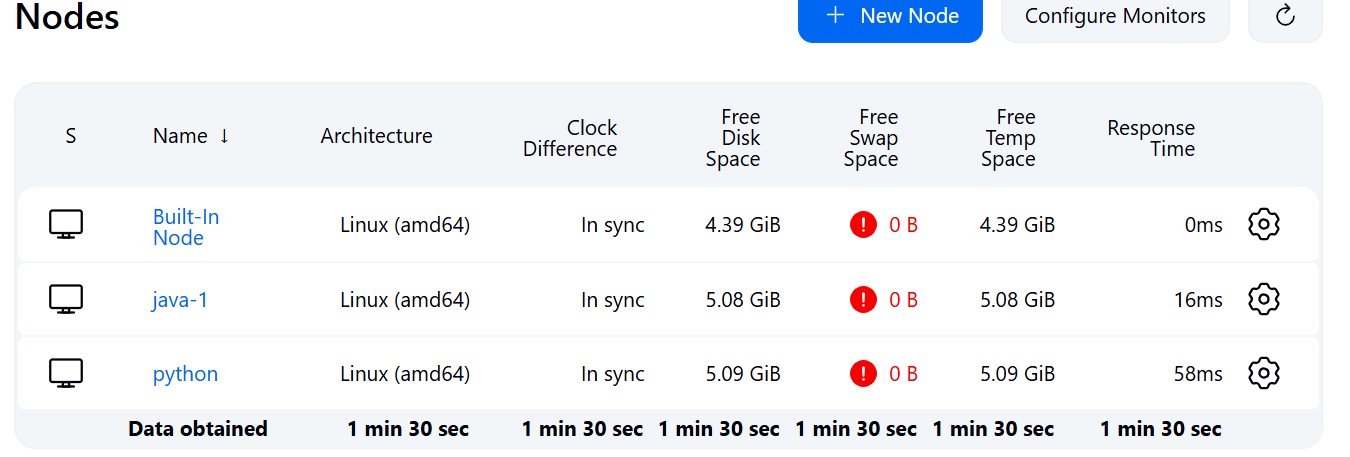 Nodes
+ New Node
Configure Monitors
S
Name ↓
Architecture
Clock
Difference
Free
Disk
Space
Free
Swap
Space
Free
Temp
Space
Response
Time
Built-In
Node
Linux (amd64)
In sync
4.39 GiB
! 0 B
4.39 GiB
0ms
java-1
Linux (amd64)
In sync
5.08 GiB
! 0 B
5.08 GiB
16ms
python
Linux (amd64)
In sync
5.09 GiB
! 0 B
5.09 GiB
58ms
Data obtained
1 min 30 sec
1 min 30 sec
1 min 30 sec
1 min 30 sec
1 min 30 sec
1 min 30 sec